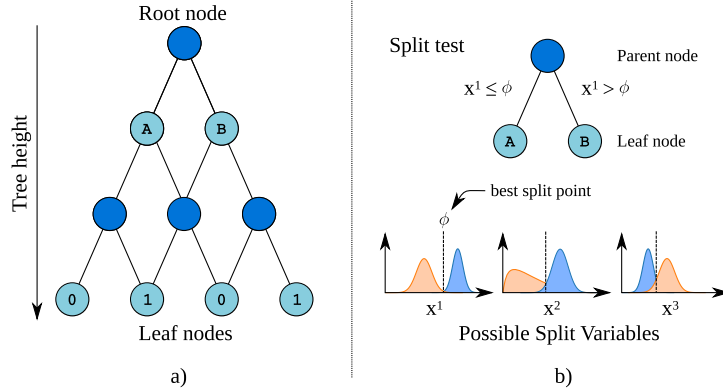 Root node
A
B
Tree height
0
1
0
1
Leaf nodes
a)
Split test
Parent node
x¹ ≤ ϕ
x¹ > ϕ
A
B
Leaf node
best split point
ϕ
x¹
x²
x³
Possible Split Variables
b)